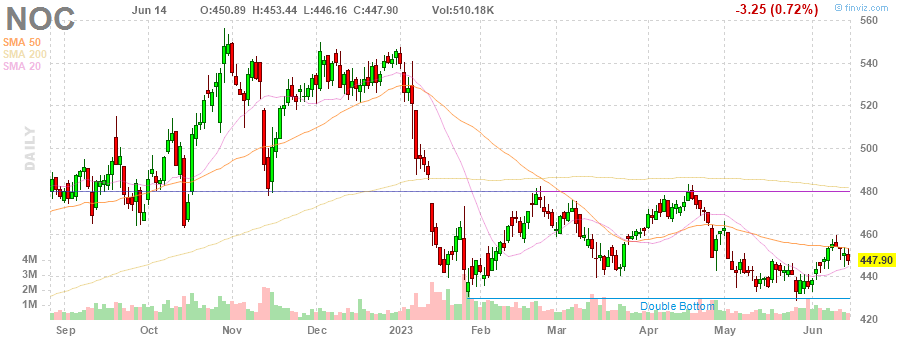 NOC Jun 14 O:450.89 H:453.44 L:446.16 C:447.90 Vol:510.18K -3.25 (0.72%) © finviz.com
SMA 50
SMA 200
SMA 20
DAILY
560
540
520
500
480
460
447.90
440
420
4M
3M
2M
1M
Double Bottom
Sep Oct Nov Dec 2023 Feb Mar Apr May Jun